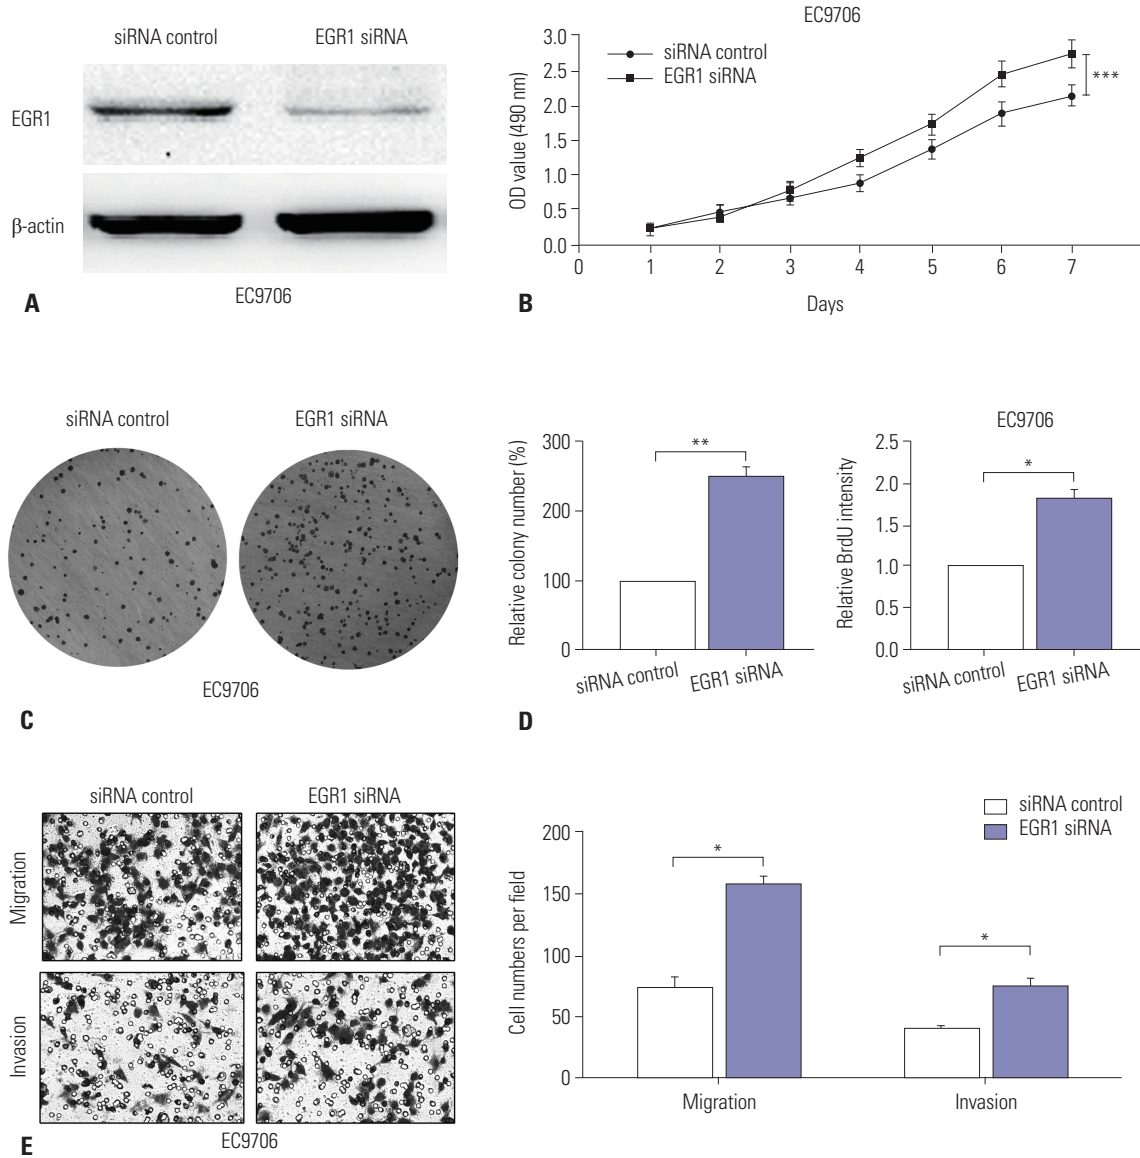 siRNA control EGR1 siRNA
EGR1
β-actin
EC9706
A
EC9706
siRNA control
EGR1 siRNA
***
OD value (490 nm)
3.0
2.5
2.0
1.5
1.0
0.5
0.0
0 1 2 3 4 5 6 7
Days
B
siRNA control EGR1 siRNA
EC9706
C
Relative colony number (%)
300
200
100
0
**
siRNA control EGR1 siRNA
EC9706
Relative BrdU intensity
2.5
2.0
1.5
1.0
0.5
0.0
*
siRNA control EGR1 siRNA
D
siRNA control EGR1 siRNA
Migration
Invasion
EC9706
E
siRNA control
EGR1 siRNA
Cell numbers per field
200
150
100
50
0
*
*
Migration Invasion